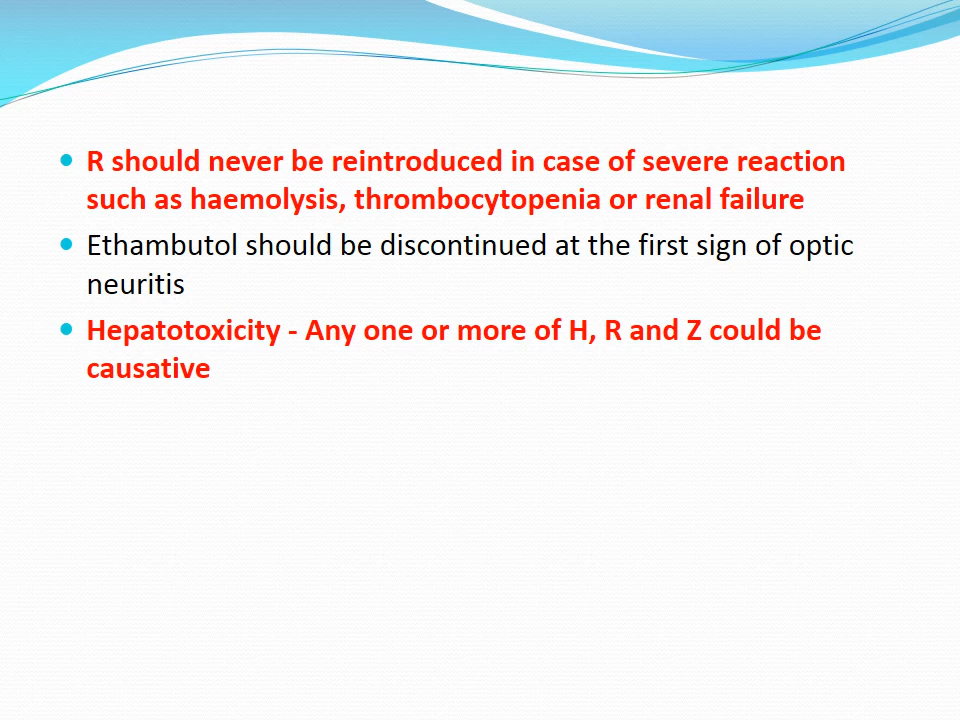 • R should never be reintroduced in case of severe reaction
such as haemolysis, thrombocytopenia or renal failure
• Ethambutol should be discontinued at the first sign of optic
neuritis
• Hepatotoxicity - Any one or more of H, R and Z could be
causative